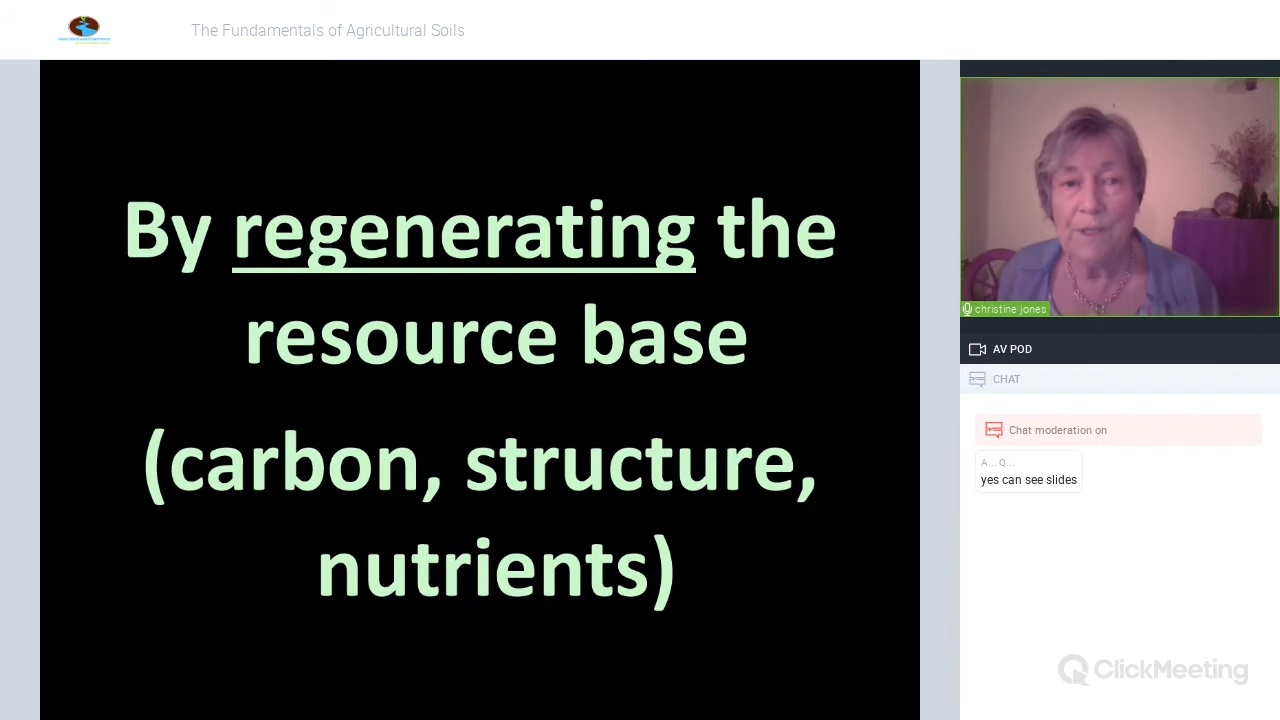 The Fundamentals of Agricultural Soils
By regenerating the
resource base
(carbon, structure,
nutrients)
christine jones
AV POD
CHAT
Chat moderation on
A... Q...
yes can see slides
ClickMeeting